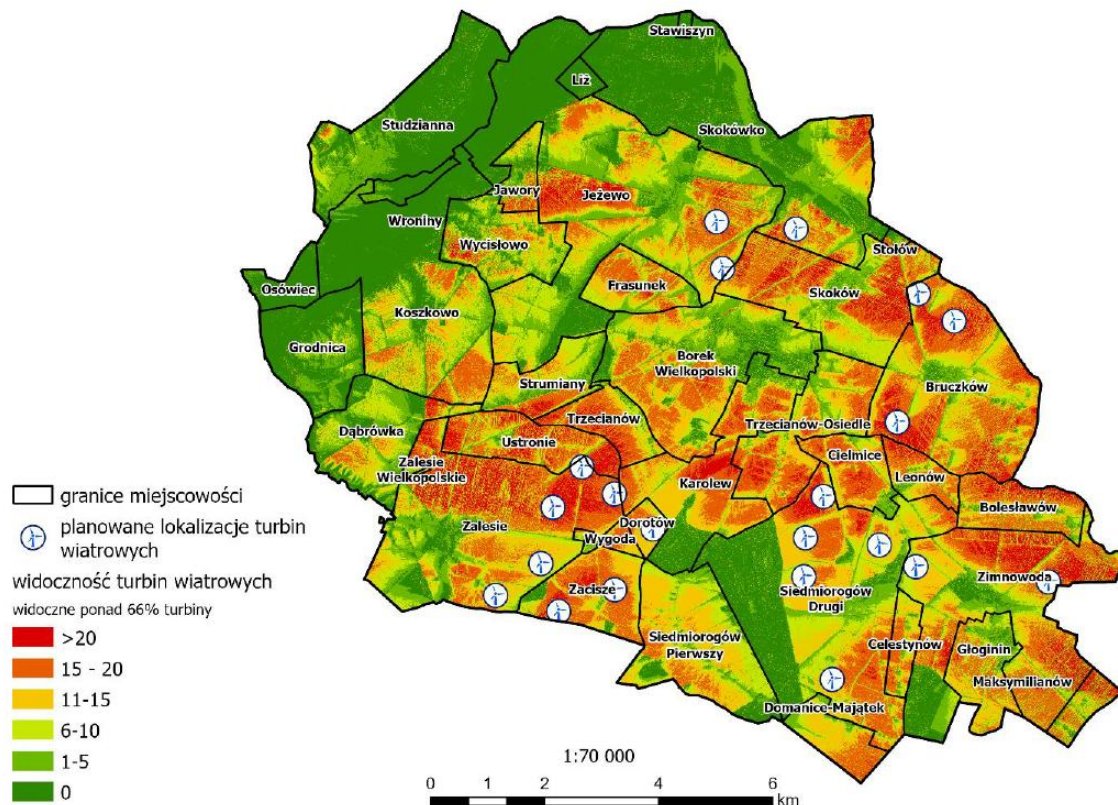 Stawiszyn
Liż
Studzianna
Skokówko
Jawory
Jeżewo
Wroniny
Wycisłowo
Stołów
Osówiec
Frasunek
Skoków
Koszkowo
Grodnica
Borek
Wielkopolski
Strumiany
Bruczków
Trzecianów
Trzecianów-Osiedle
Dąbrówka
Ustronie
Cielmice
Zalesie
Wielkopolskie
Karolew
Leonów
Bolesławów
Zalesie
Dorotów
Wygoda
Zimnowoda
Zacisze
Siedmiorogów
Drugi
Siedmiorogów
Pierwszy
Celestynów
Głoginin
Maksymilianów
Domanice-Majątek
granice miejscowości
planowane lokalizacje turbin
wiatrowych
widoczność turbin wiatrowych
widoczne ponad 66% turbiny
>20
15 - 20
11-15
6-10
1-5
0
1:70 000
0 1 2 4 6
km